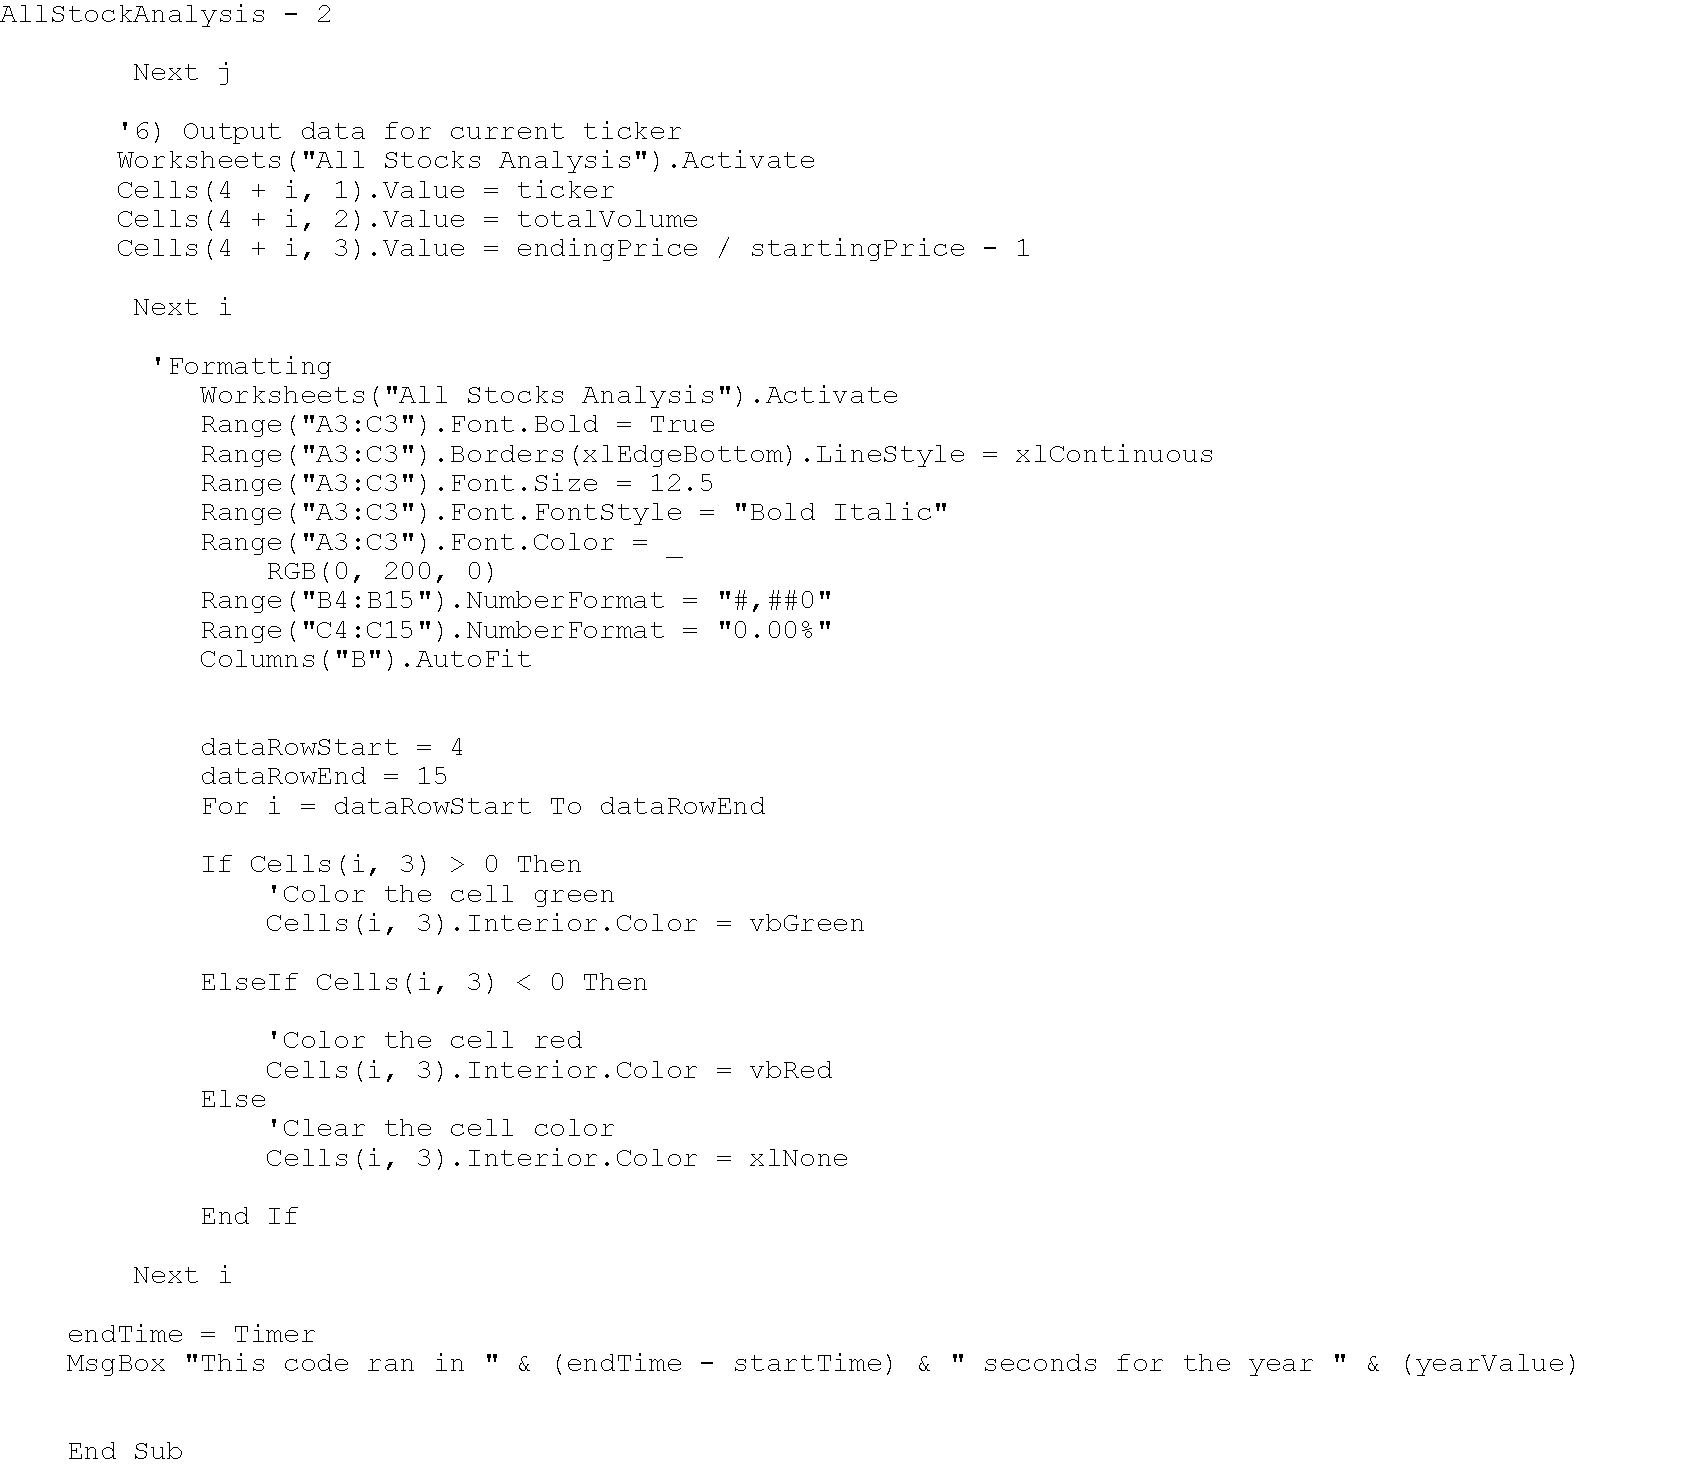 AllStockAnalysis - 2
Next j
'6) Output data for current ticker
Worksheets("All Stocks Analysis").Activate
Cells(4 + i, 1).Value = ticker
Cells(4 + i, 2).Value = totalVolume
Cells(4 + i, 3).Value = endingPrice / startingPrice - 1
Next i
'Formatting
Worksheets("All Stocks Analysis").Activate
Range("A3:C3").Font.Bold = True
Range("A3:C3").Borders(xlEdgeBottom).LineStyle = xlContinuous
Range("A3:C3").Font.Size = 12.5
Range("A3:C3").Font.FontStyle = "Bold Italic"
Range("A3:C3").Font.Color = _
RGB(0, 200, 0)
Range("B4:B15").NumberFormat = "#,##0"
Range("C4:C15").NumberFormat = "0.00%"
Columns("B").AutoFit
dataRowStart = 4
dataRowEnd = 15
For i = dataRowStart To dataRowEnd
If Cells(i, 3) > 0 Then
'Color the cell green
Cells(i, 3).Interior.Color = vbGreen
ElseIf Cells(i, 3) < 0 Then
'Color the cell red
Cells(i, 3).Interior.Color = vbRed
Else
'Clear the cell color
Cells(i, 3).Interior.Color = xlNone
End If
Next i
endTime = Timer
MsgBox "This code ran in " & (endTime - startTime) & " seconds for the year " & (yearValue)
End Sub